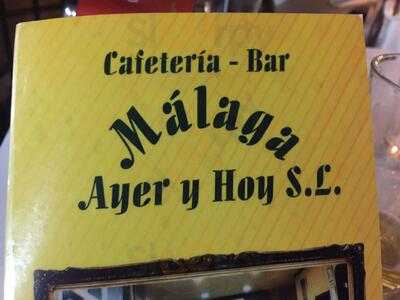 Cafetería - Bar
Málaga
Ayer y Hoy S.L.